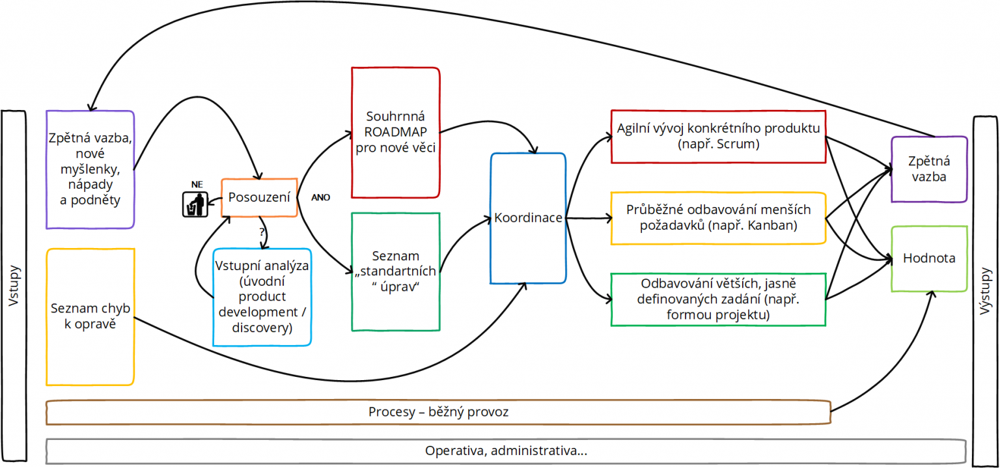 Vstupy
Zpětná vazba,
nové
myšlenky,
nápady
a podněty
Seznam chyb
k opravě
NE
Posouzení
ANO
?
Vstupní analýza
(úvodní
product
development /
discovery)
Souhrnná
ROADMAP
pro nové věci
Seznam
„standartních
“ úprav“
Koordinace
Agilní vývoj konkrétního produktu
(např. Scrum)
Průběžné odbavování menších
požadavků (např. Kanban)
Odbavování větších, jasně
definovaných zadání (např.
formou projektu)
Zpětná
vazba
Hodnota
Výstupy
Procesy – běžný provoz
Operativa, administrativa...